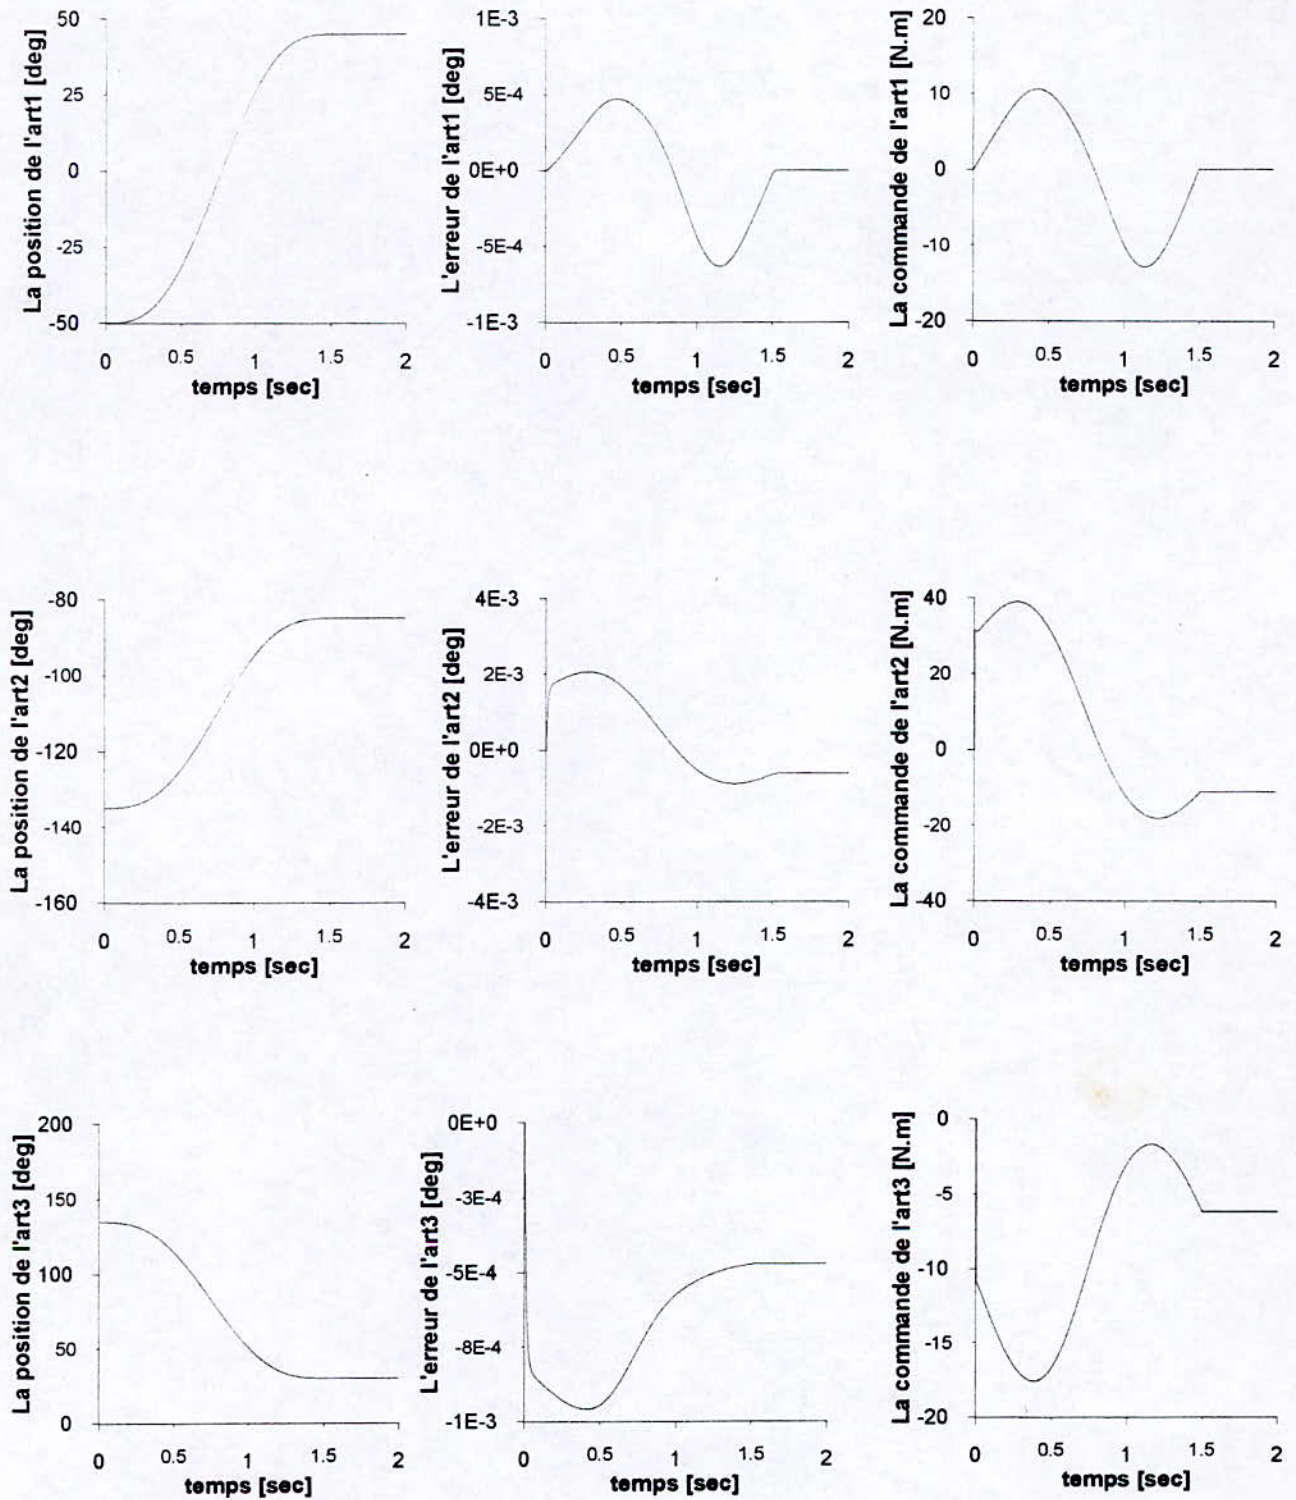 La position de l'art1 [deg]
50
25
0
-25
-50
0 0.5 1 1.5 2
temps [sec]
L'erreur de l'art1 [deg]
1E-3
5E-4
0E+0
-5E-4
-1E-3
0 0.5 1 1.5 2
temps [sec]
La commande de l'art1 [N.m]
20
10
0
-10
-20
0 0.5 1 1.5 2
temps [sec]
La position de l'art2 [deg]
-80
-100
-120
-140
-160
0 0.5 1 1.5 2
temps [sec]
L'erreur de l'art2 [deg]
4E-3
2E-3
0E+0
-2E-3
-4E-3
0 0.5 1 1.5 2
temps [sec]
La commande de l'art2 [N.m]
40
20
0
-20
-40
0 0.5 1 1.5 2
temps [sec]
La position de l'art3 [deg]
200
150
100
50
0
0 0.5 1 1.5 2
temps [sec]
L'erreur de l'art3 [deg]
0E+0
-3E-4
-5E-4
-8E-4
-1E-3
0 0.5 1 1.5 2
temps [sec]
La commande de l'art3 [N.m]
0
-5
-10
-15
-20
0 0.5 1 1.5 2
temps [sec]